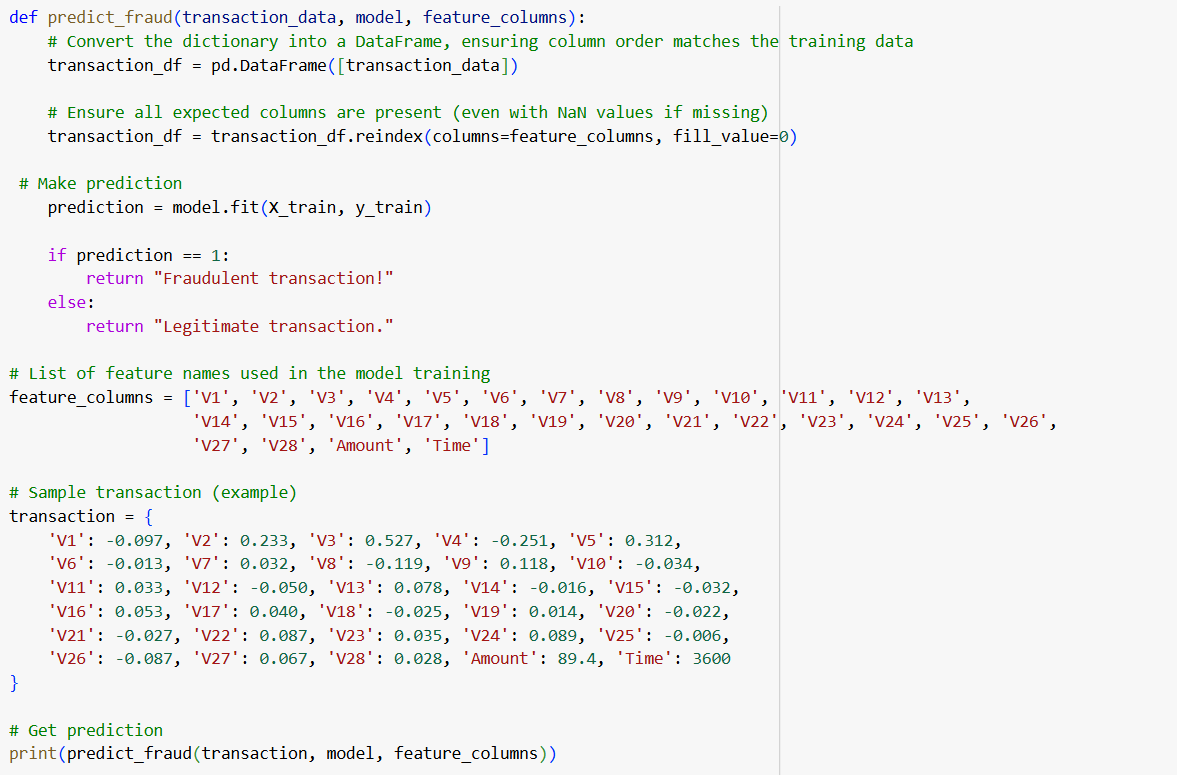 def predict_fraud(transaction_data, model, feature_columns):
    # Convert the dictionary into a DataFrame, ensuring column order matches the training data
    transaction_df = pd.DataFrame([transaction_data])

    # Ensure all expected columns are present (even with NaN values if missing)
    transaction_df = transaction_df.reindex(columns=feature_columns, fill_value=0)

 # Make prediction
    prediction = model.fit(X_train, y_train)

    if prediction == 1:
        return "Fraudulent transaction!"
    else:
        return "Legitimate transaction."

# List of feature names used in the model training
feature_columns = ['V1', 'V2', 'V3', 'V4', 'V5', 'V6', 'V7', 'V8', 'V9', 'V10', 'V11', 'V12', 'V13',
                   'V14', 'V15', 'V16', 'V17', 'V18', 'V19', 'V20', 'V21', 'V22', 'V23', 'V24', 'V25', 'V26',
                   'V27', 'V28', 'Amount', 'Time']

# Sample transaction (example)
transaction = {
    'V1': -0.097, 'V2': 0.233, 'V3': 0.527, 'V4': -0.251, 'V5': 0.312,
    'V6': -0.013, 'V7': 0.032, 'V8': -0.119, 'V9': 0.118, 'V10': -0.034,
    'V11': 0.033, 'V12': -0.050, 'V13': 0.078, 'V14': -0.016, 'V15': -0.032,
    'V16': 0.053, 'V17': 0.040, 'V18': -0.025, 'V19': 0.014, 'V20': -0.022,
    'V21': -0.027, 'V22': 0.087, 'V23': 0.035, 'V24': 0.089, 'V25': -0.006,
    'V26': -0.087, 'V27': 0.067, 'V28': 0.028, 'Amount': 89.4, 'Time': 3600
}

# Get prediction
print(predict_fraud(transaction, model, feature_columns))